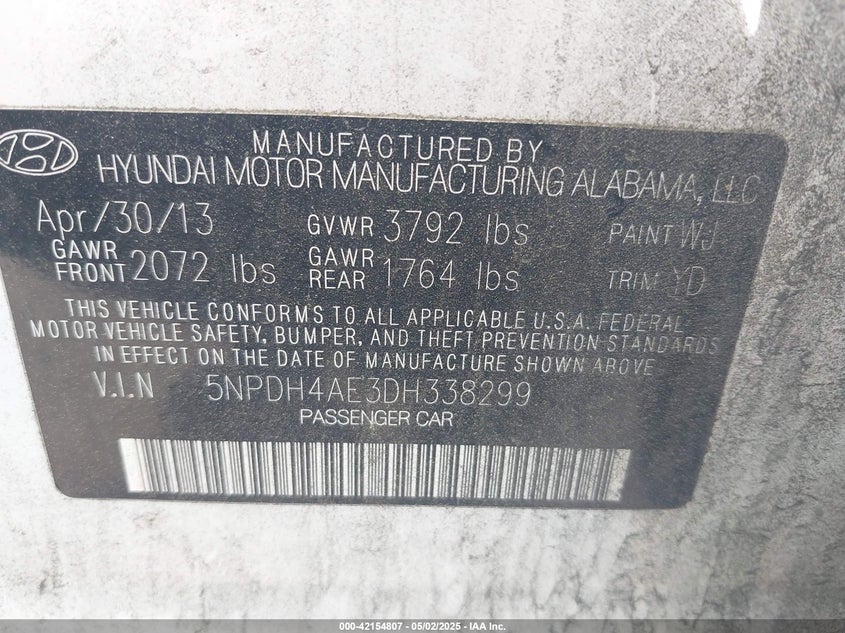 MANUFACTURED BY
HYUNDAI MOTOR MANUFACTURING ALABAMA, LLC
Apr/30/13 GVWR 3792 lbs PAINT WJ
GAWR FRONT 2072 lbs GAWR REAR 1764 lbs TRIM YD
THIS VEHICLE CONFORMS TO ALL APPLICABLE U.S.A. FEDERAL
MOTOR VEHICLE SAFETY, BUMPER, AND THEFT PREVENTION STANDARDS
IN EFFECT ON THE DATE OF MANUFACTURE SHOWN ABOVE
V.I.N 5NPDH4AE3DH338299
PASSENGER CAR
000-42154807 - 05/02/2025 - IAA Inc.